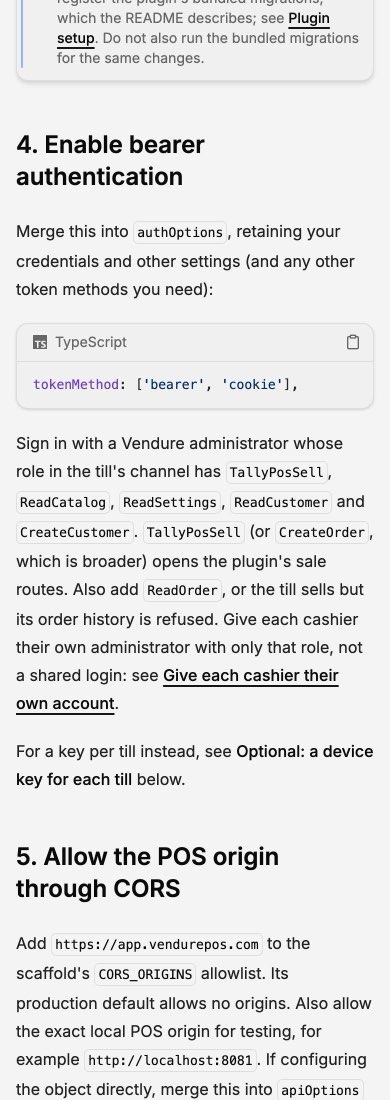 register the plugin's bundled migrations,
which the README describes; see Plugin
setup. Do not also run the bundled migrations
for the same changes.
4. Enable bearer
authentication
Merge this into authOptions, retaining your
credentials and other settings (and any other
token methods you need):
TS TypeScript
tokenMethod: ['bearer', 'cookie'],
Sign in with a Vendure administrator whose
role in the till's channel has TallyPosSell,
ReadCatalog, ReadSettings, ReadCustomer and
CreateCustomer. TallyPosSell (or CreateOrder,
which is broader) opens the plugin's sale
routes. Also add ReadOrder, or the till sells but
its order history is refused. Give each cashier
their own administrator with only that role, not
a shared login: see Give each cashier their
own account.
For a key per till instead, see Optional: a device
key for each till below.
5. Allow the POS origin
through CORS
Add https://app.vendurepos.com to the
scaffold's CORS_ORIGINS allowlist. Its
production default allows no origins. Also allow
the exact local POS origin for testing, for
example http://localhost:8081. If configuring
the object directly, merge this into apiOptions